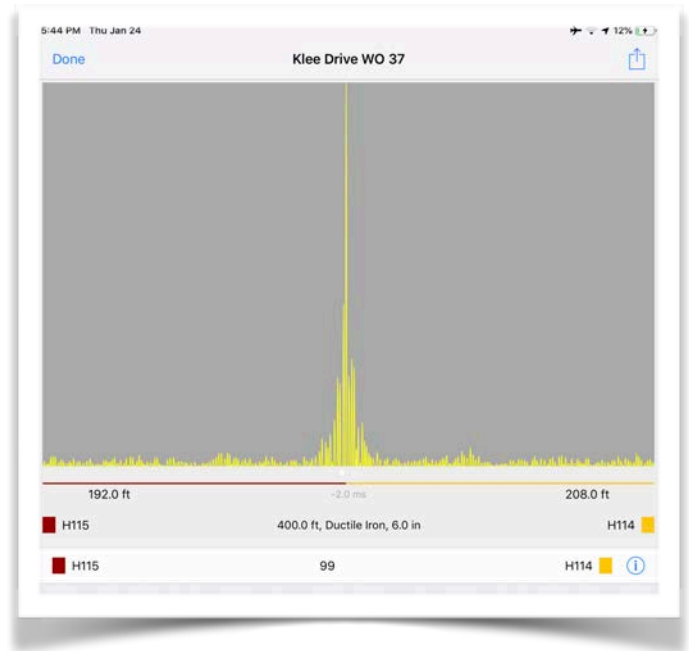 5:44 PM Thu Jan 24 12%
Done Klee Drive WO 37
192.0 ft -2.0 ms 208.0 ft
H115 400.0 ft, Ductile Iron, 6.0 in H114
H115 99 H114